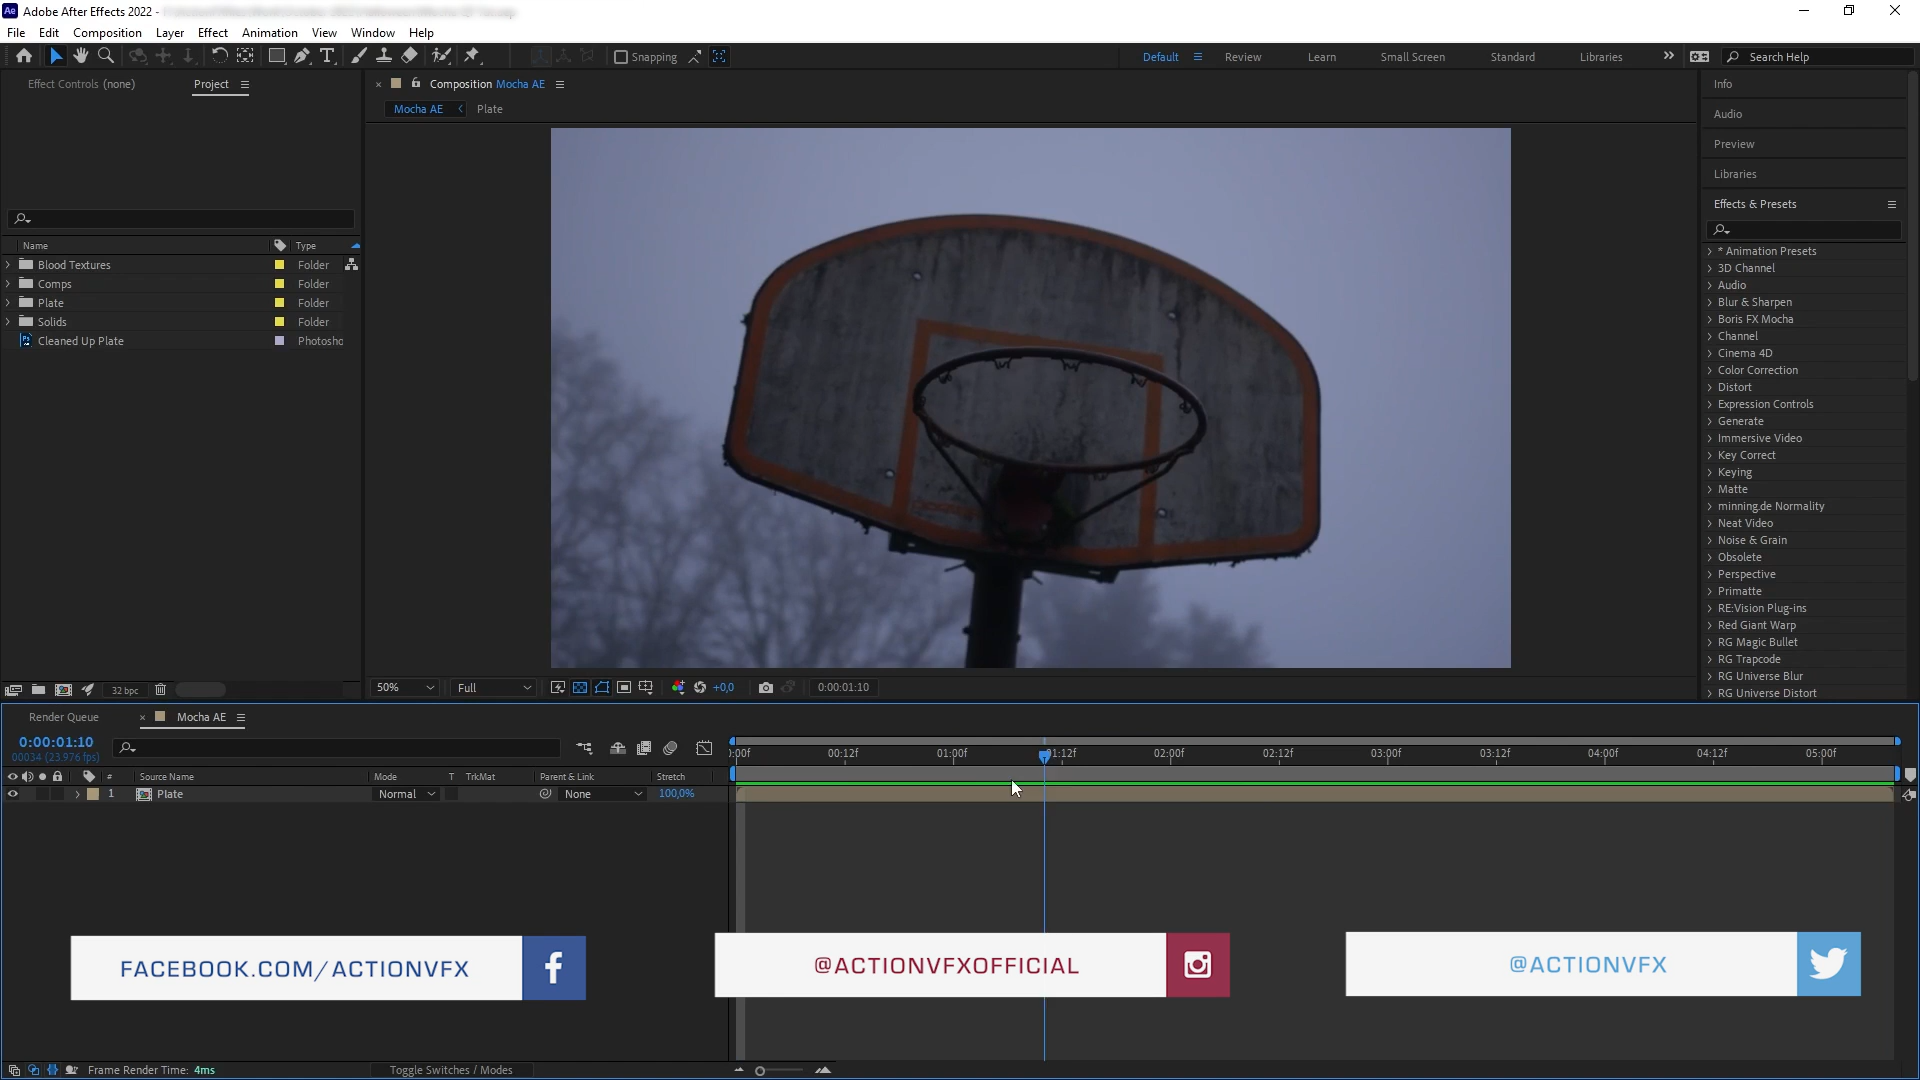 Ae Adobe After Effects 2022 -
File Edit Composition Layer Effect Animation View Window Help
Snapping Default Review Learn Small Screen Standard Libraries Search Help
Effect Controls (none) Project
Composition Mocha AE
Mocha AE Plate
Name Type
Blood Textures Folder
Comps Folder
Plate Folder
Solids Folder
Cleaned Up Plate Photosho
32 bpc
50% Full +0,0 0:00:01:10
Info
Audio
Preview
Libraries
Effects & Presets
* Animation Presets
3D Channel
Audio
Blur & Sharpen
Boris FX Mocha
Channel
Cinema 4D
Color Correction
Distort
Expression Controls
Generate
Immersive Video
Key Correct
Keying
Matte
minning.de Normality
Neat Video
Noise & Grain
Obsolete
Perspective
Primatte
RE:Vision Plug-ins
Red Giant Warp
RG Magic Bullet
RG Trapcode
RG Universe Blur
RG Universe Distort
Render Queue Mocha AE
0:00:01:10
00034 (23.976 fps)
):00f 00:12f 01:00f 01:12f 02:00f 02:12f 03:00f 03:12f 04:00f 04:12f 05:00f
# Source Name Mode T TrkMat Parent & Link Stretch
1 Plate Normal None 100,0%
FACEBOOK.COM/ACTIONVFX
@ACTIONVFXOFFICIAL
@ACTIONVFX
Frame Render Time: 4ms Toggle Switches / Modes